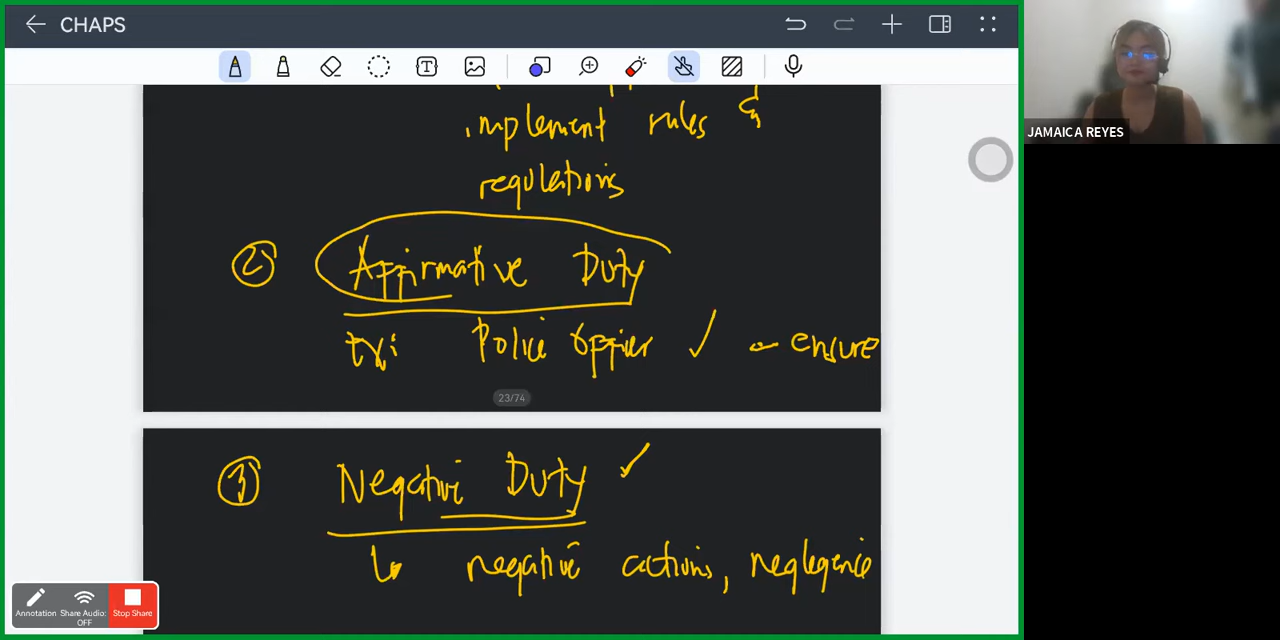 CHAPS
JAMAICA REYES
implement rules &
regulations
② Affirmative Duty
Ex: Police Officer ✓ - ensure
23/74
③ Negative Duty ✓
↳ negative actions, neglegence
Annotation
Share Audio: OFF
Stop Share